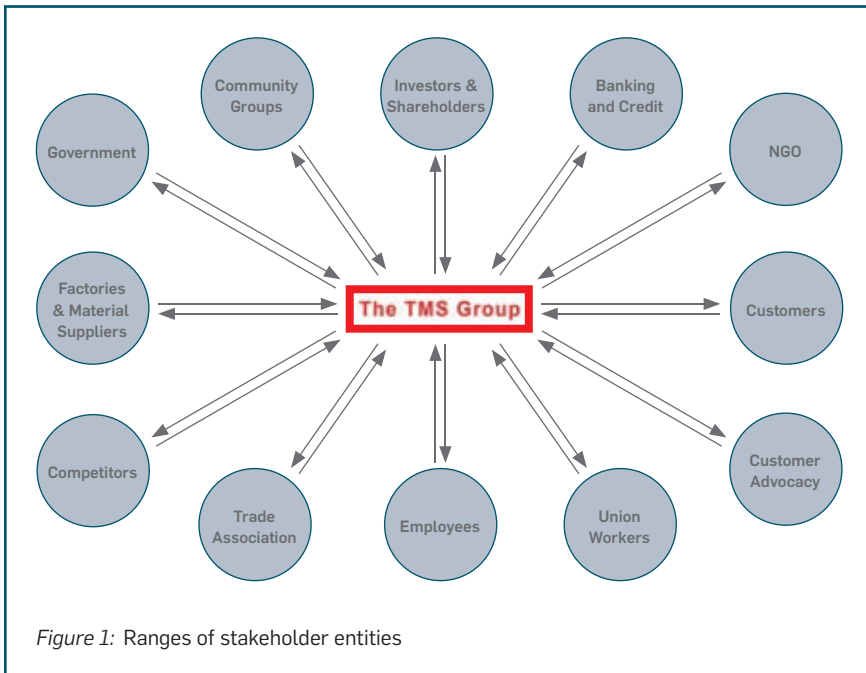 Community
Groups
Investors &
Shareholders
Banking
and Credit
Government
NGO
Factories
& Material
Suppliers
The TMS Group
Customers
Competitors
Trade
Association
Employees
Union
Workers
Customer
Advocacy
Figure 1: Ranges of stakeholder entities